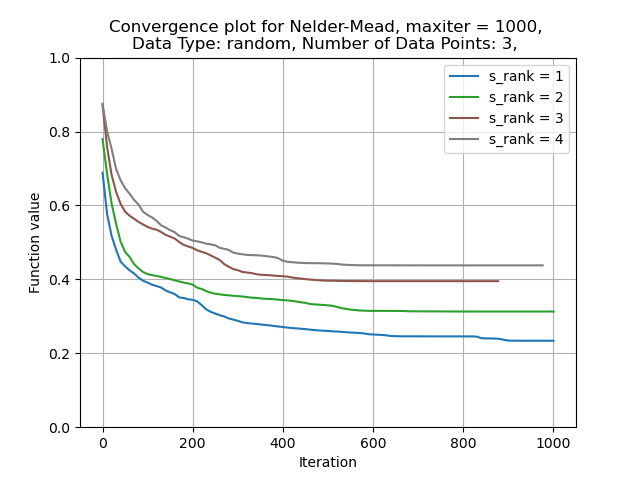 Convergence plot for Nelder-Mead, maxiter = 1000,
Data Type: random, Number of Data Points: 3,
s_rank = 1
s_rank = 2
s_rank = 3
s_rank = 4
Function value
1.0
0.8
0.6
0.4
0.2
0.0
0 200 400 600 800 1000
Iteration